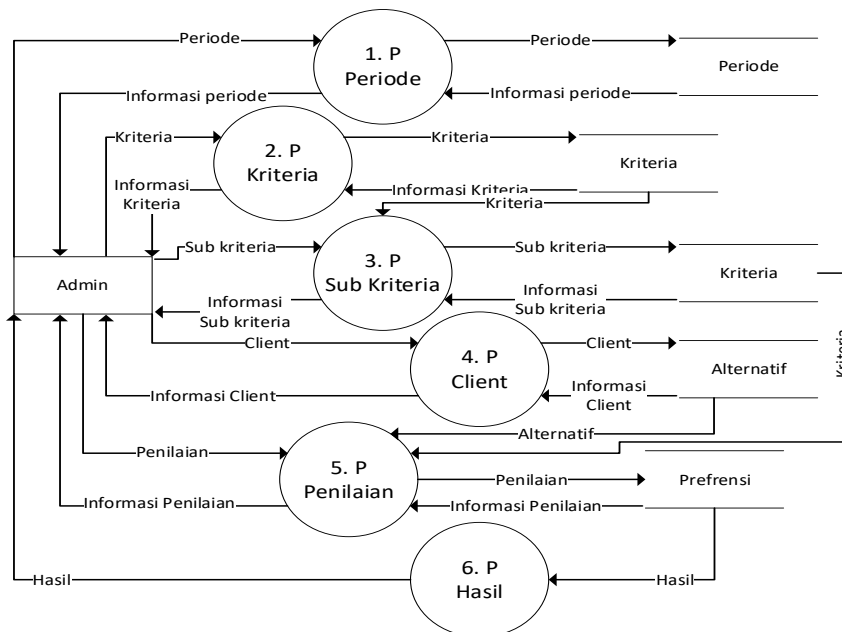 Periode
1. P
Periode
Periode
Periode
Informasi periode
Informasi periode
Kriteria
2. P
Kriteria
Kriteria
Kriteria
Informasi
Kriteria
Informasi Kriteria
Kriteria
Sub kriteria
3. P
Sub Kriteria
Sub kriteria
Kriteria
Admin
Informasi
Sub kriteria
Informasi
Sub kriteria
Client
4. P
Client
Client
Alternatif
Kriteria
Informasi Client
Informasi
Client
Alternatif
Penilaian
5. P
Penilaian
Penilaian
Prefrensi
Informasi Penilaian
Informasi Penilaian
6. P
Hasil
Hasil
Hasil